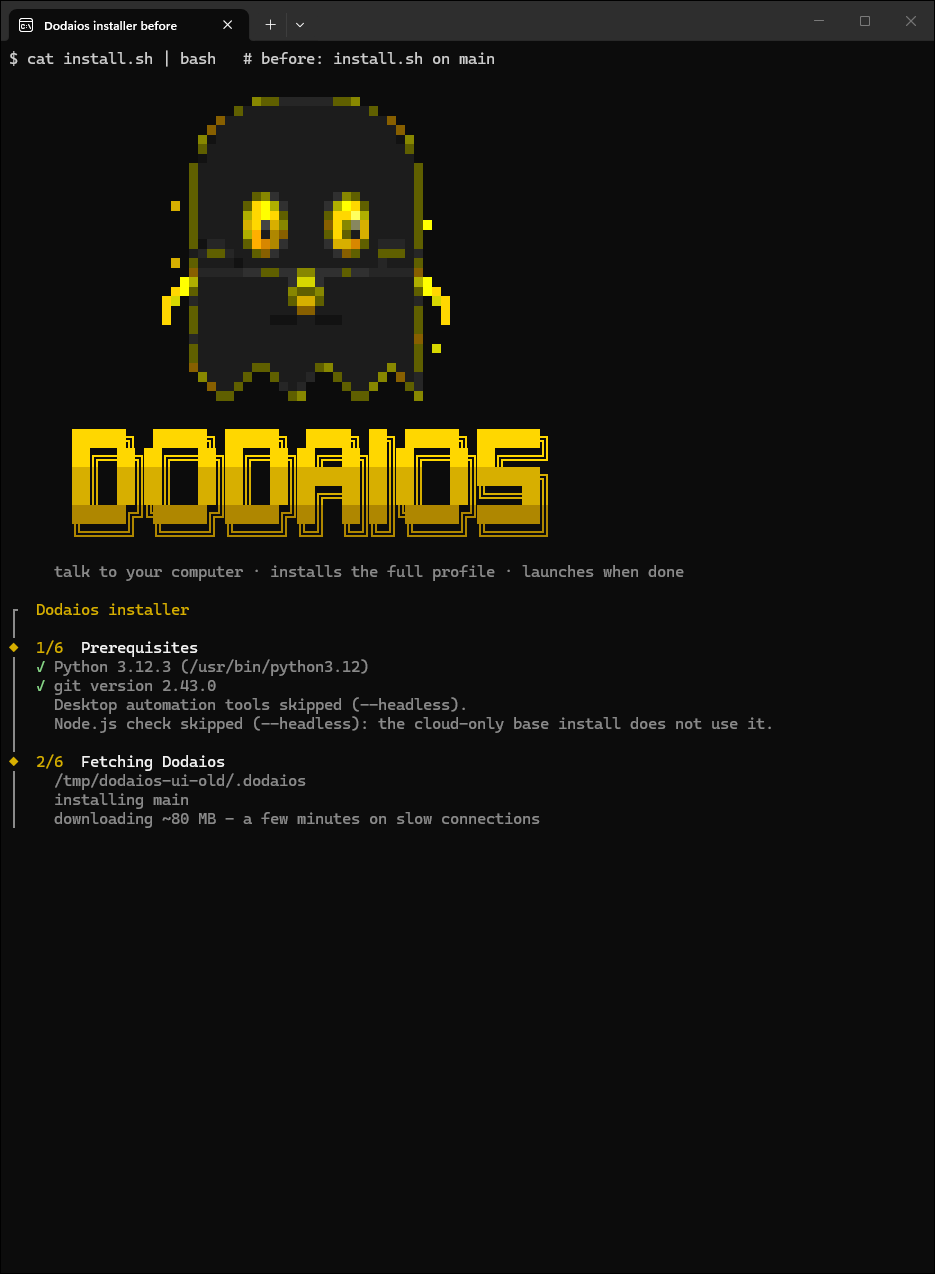 Dodaios installer before
$ cat install.sh | bash   # before: install.sh on main
DODAIOS
talk to your computer · installs the full profile · launches when done
Dodaios installer
1/6  Prerequisites
✓ Python 3.12.3 (/usr/bin/python3.12)
✓ git version 2.43.0
Desktop automation tools skipped (--headless).
Node.js check skipped (--headless): the cloud-only base install does not use it.
2/6  Fetching Dodaios
/tmp/dodaios-ui-old/.dodaios
installing main
downloading ~80 MB - a few minutes on slow connections